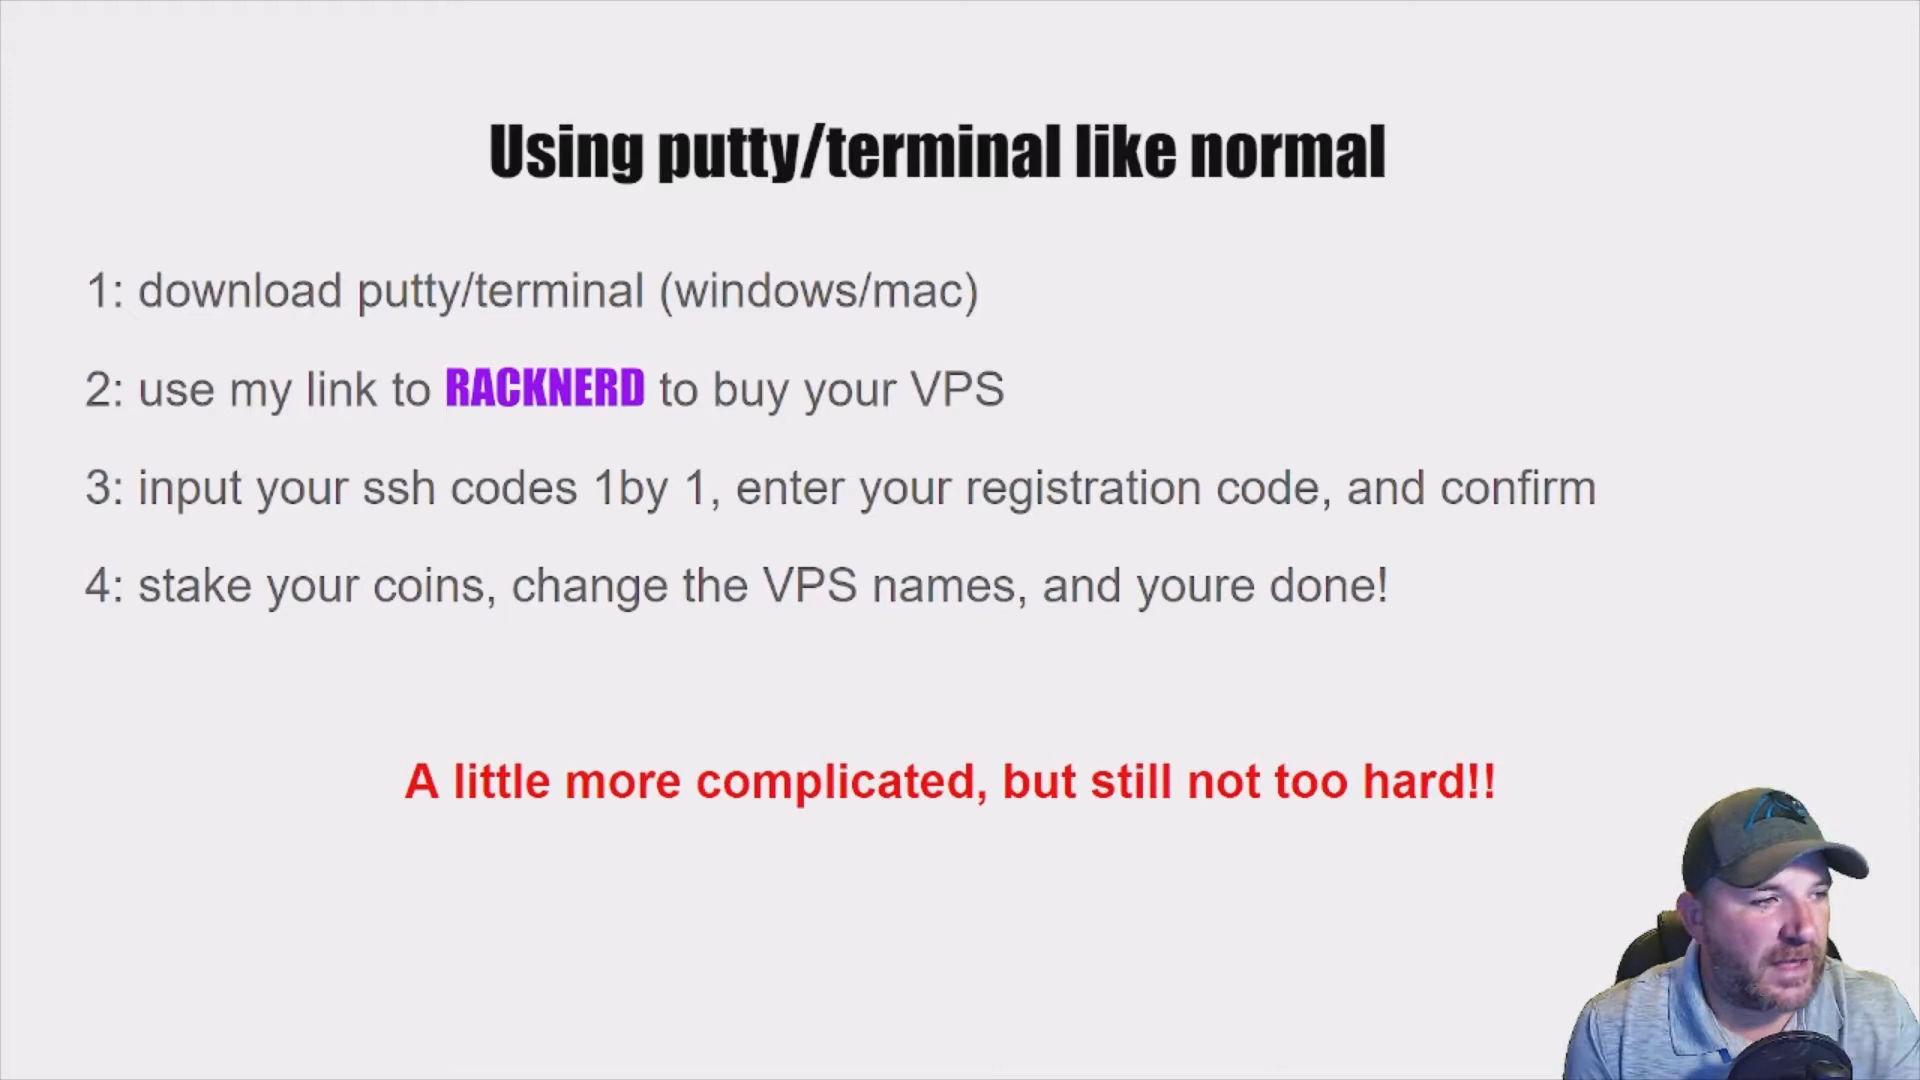 Using putty/terminal like normal
1: download putty/terminal (windows/mac)
2: use my link to RACKNERD to buy your VPS
3: input your ssh codes 1by 1, enter your registration code, and confirm
4: stake your coins, change the VPS names, and youre done!
A little more complicated, but still not too hard!!